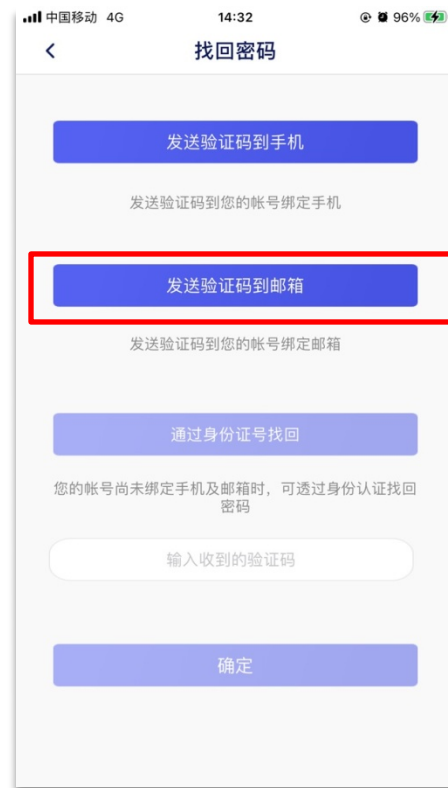 中国移动 4G 14:32 96%
找回密码
发送验证码到手机
发送验证码到您的帐号绑定手机
发送验证码到邮箱
发送验证码到您的帐号绑定邮箱
通过身份证号找回
您的帐号尚未绑定手机及邮箱时，可透过身份认证找回
密码
输入收到的验证码
确定